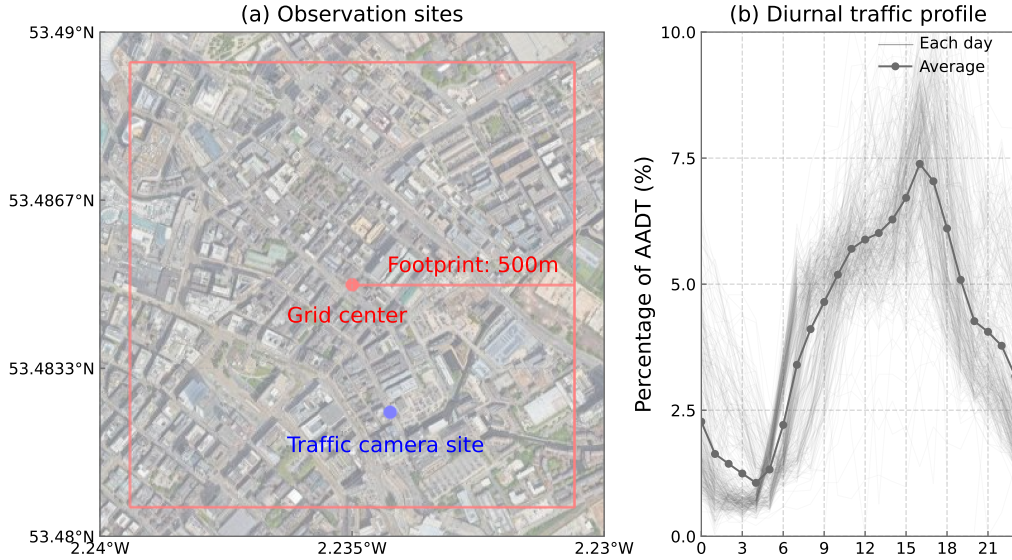 (a) Observation sites
53.49°N
53.4867°N
53.4833°N
53.48°N
2.24°W
2.235°W
2.23°W
Footprint: 500m
Grid center
Traffic camera site
(b) Diurnal traffic profile
Percentage of AADT (%)
10.0
7.5
5.0
2.5
0.0
Each day
Average
0 3 6 9 12 15 18 21